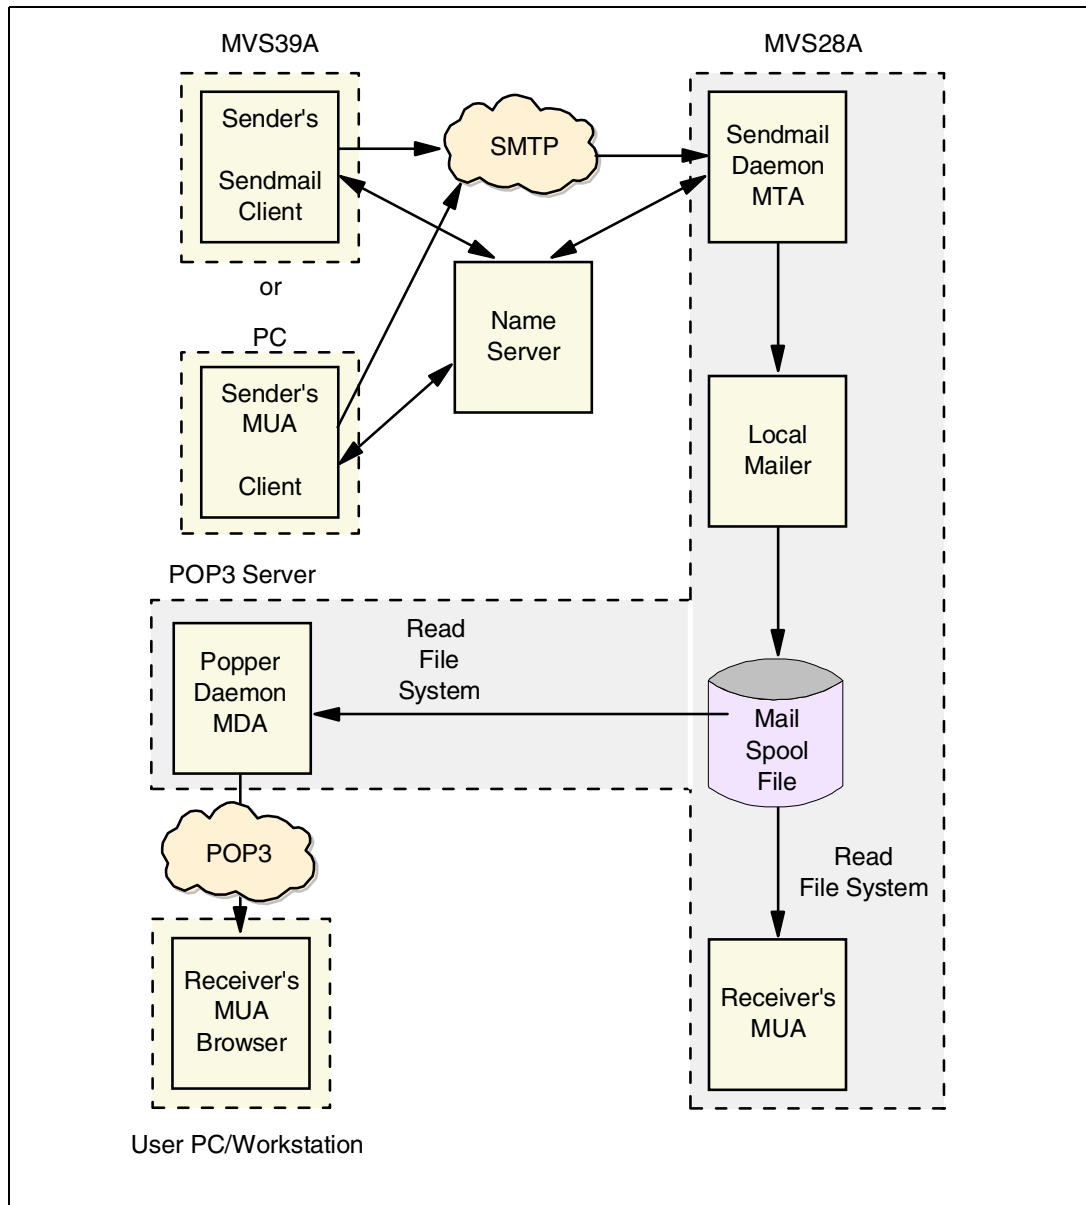 MVS39A
MVS28A
Sender's
Sendmail
Client
SMTP
Sendmail
Daemon
MTA
or
Name
Server
PC
Sender's
MUA
Client
Local
Mailer
POP3 Server
Read
File
System
Popper
Daemon
MDA
Mail
Spool
File
POP3
Read
File System
Receiver's
MUA
Browser
Receiver's
MUA
User PC/Workstation